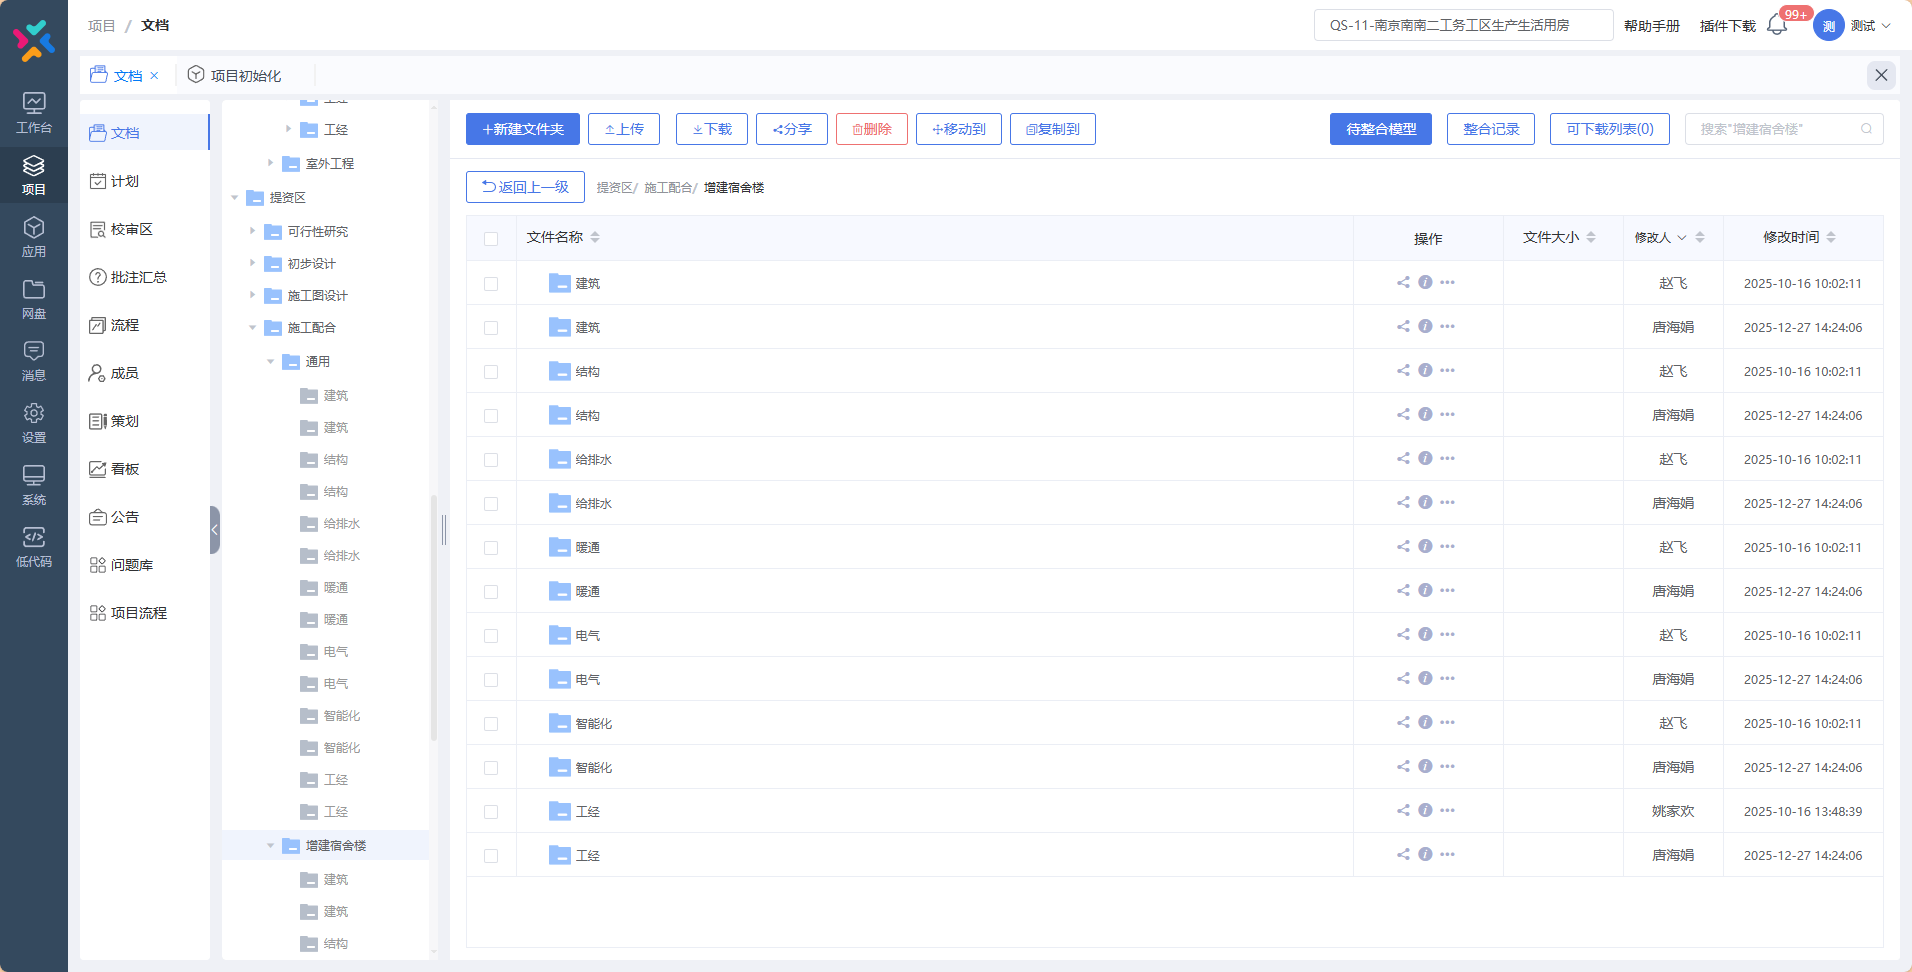 项目 / 文档
QS-11-南京南南二工务工区生产生活用房
帮助手册
插件下载
99+
测
测试
工作台
项目
应用
网盘
消息
设置
系统
低代码
文档
项目初始化
文档
计划
校审区
批注汇总
流程
成员
策划
看板
公告
问题库
项目流程
工经
工经
室外工程
提资区
可行性研究
初步设计
施工图设计
施工配合
通用
建筑
建筑
结构
结构
给排水
给排水
暖通
暖通
电气
电气
智能化
智能化
工经
工经
增建宿舍楼
建筑
建筑
结构
新建文件夹 上传 下载 分享 删除 移动到 复制到 待整合模型 整合记录 可下载列表(0) 搜索"增建宿舍楼"
返回上一级 提资区/ 施工配合/ 增建宿舍楼
文件名称 操作 文件大小 修改人 修改时间
建筑 赵飞 2025-10-16 10:02:11
建筑 唐海娟 2025-12-27 14:24:06
结构 赵飞 2025-10-16 10:02:11
结构 唐海娟 2025-12-27 14:24:06
给排水 赵飞 2025-10-16 10:02:11
给排水 唐海娟 2025-12-27 14:24:06
暖通 赵飞 2025-10-16 10:02:11
暖通 唐海娟 2025-12-27 14:24:06
电气 赵飞 2025-10-16 10:02:11
电气 唐海娟 2025-12-27 14:24:06
智能化 赵飞 2025-10-16 10:02:11
智能化 唐海娟 2025-12-27 14:24:06
工经 姚家欢 2025-10-16 13:48:39
工经 唐海娟 2025-12-27 14:24:06